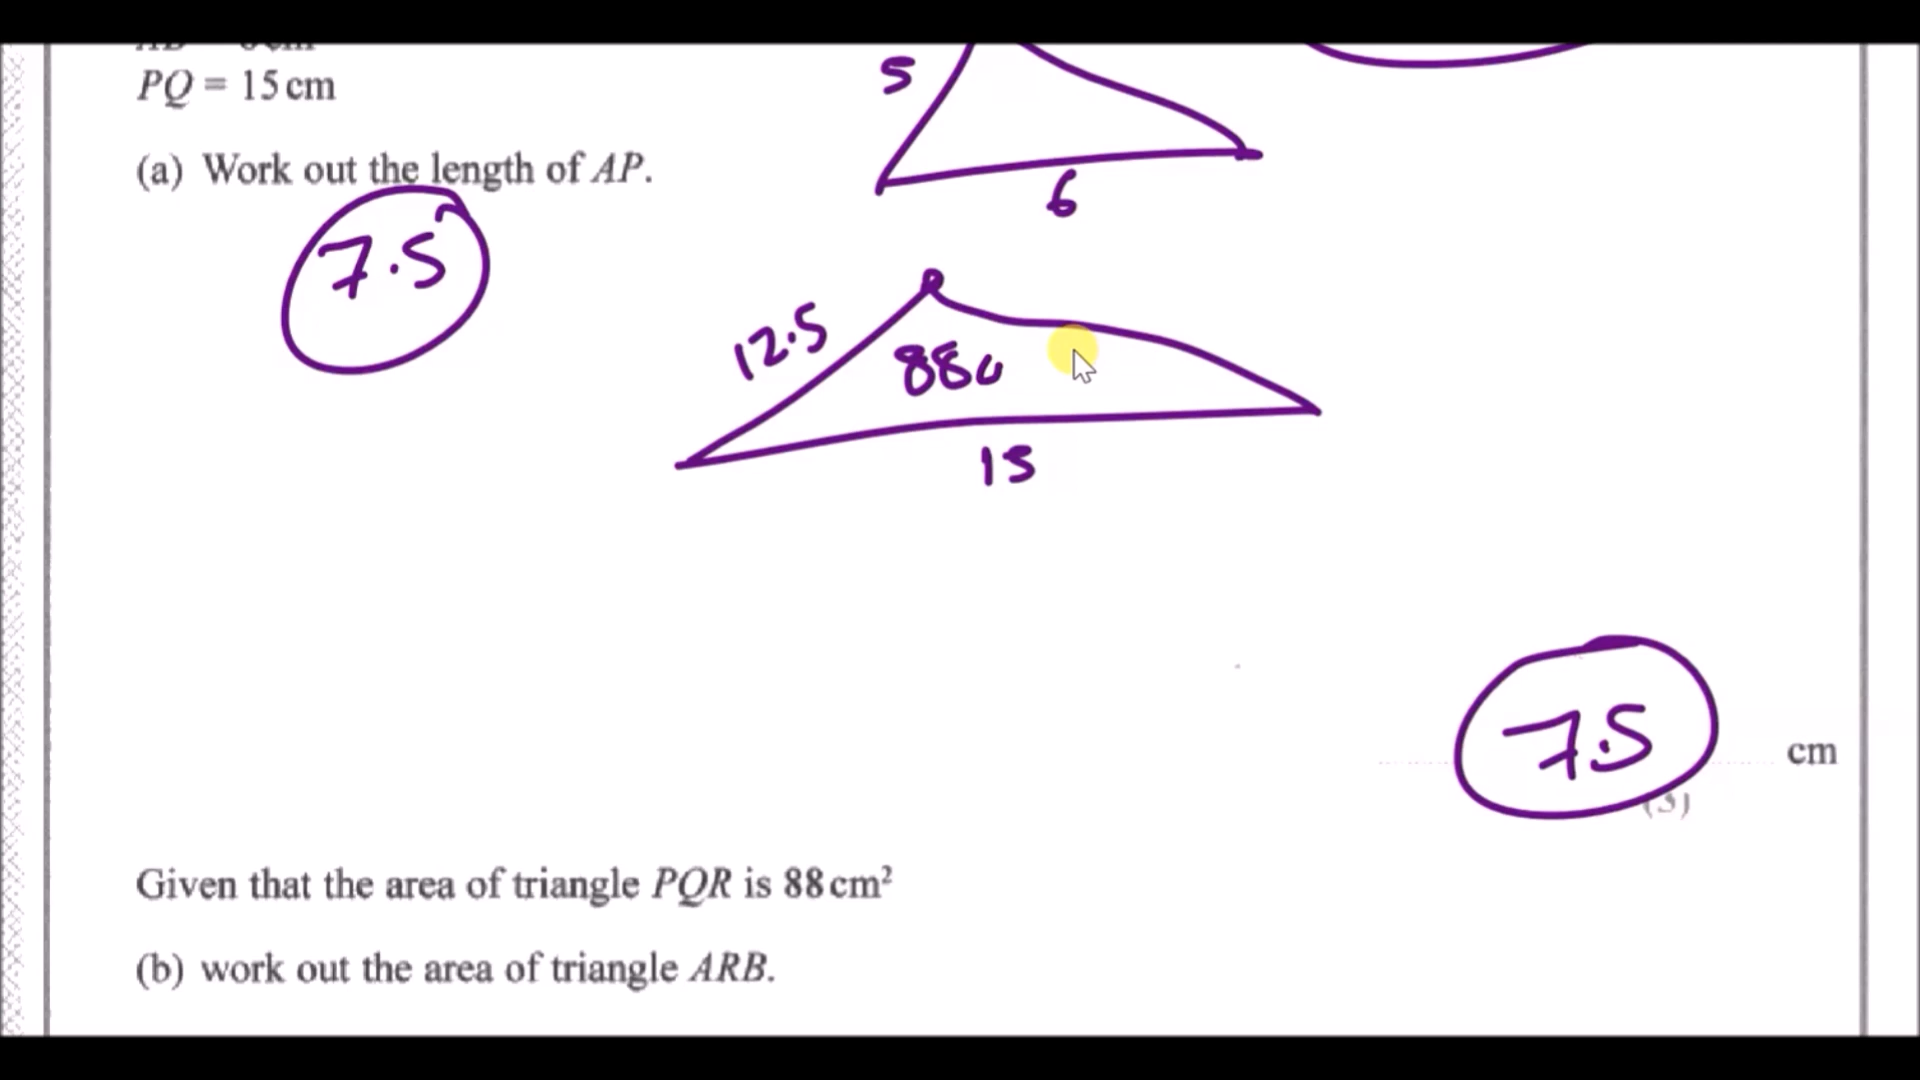 PQ = 15 cm
5
(a) Work out the length of AP.
6
7.5
12.5
88
15
7.5
cm
(3)
Given that the area of triangle PQR is 88 cm²
(b) work out the area of triangle ARB.